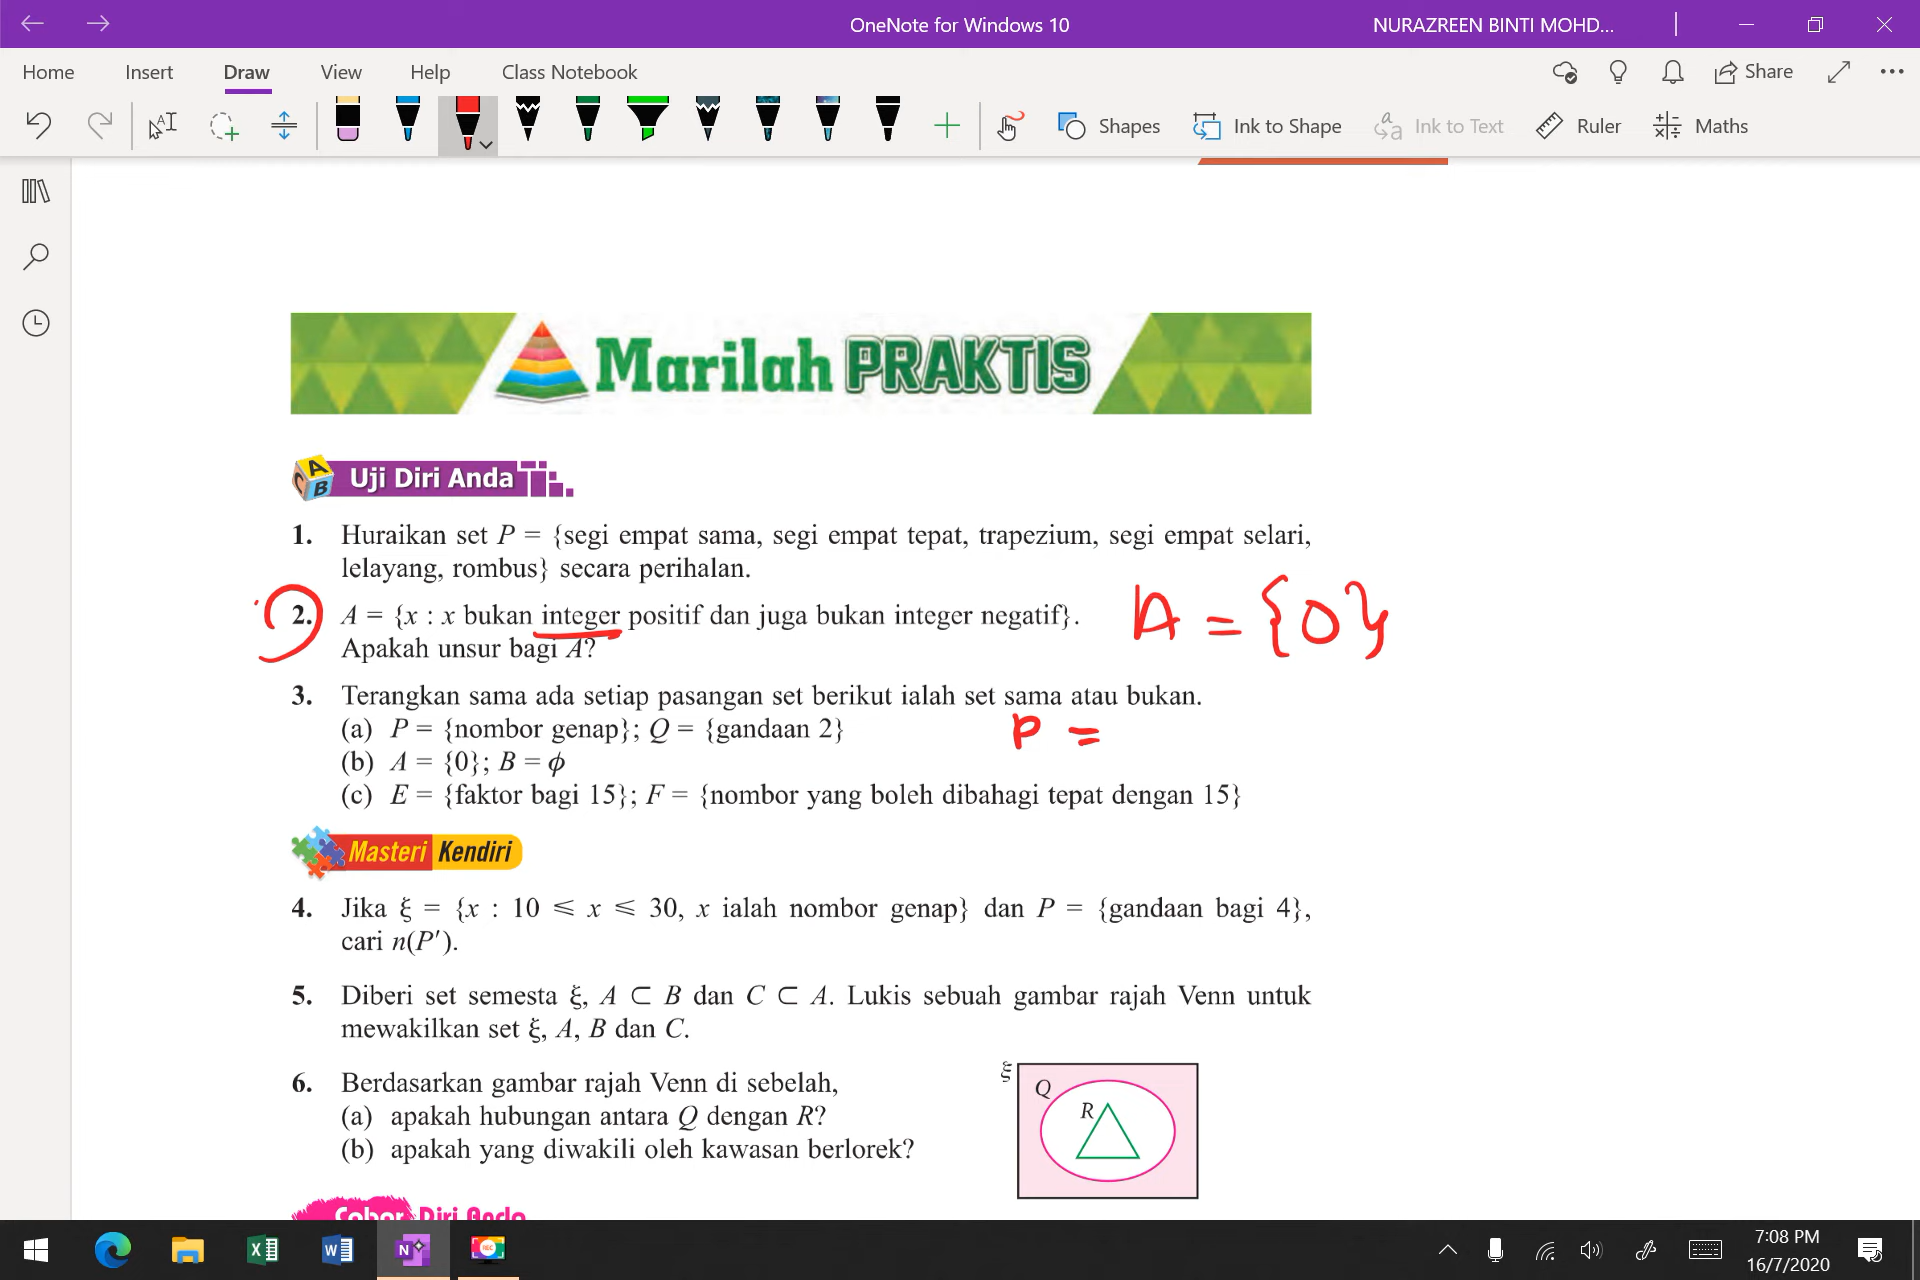 OneNote for Windows 10
NURAZREEN BINTI MOHD...
Home Insert Draw View Help Class Notebook
Share
Shapes Ink to Shape Ink to Text Ruler Maths
Marilah PRAKTIS
A B C
Uji Diri Anda
1. Huraikan set P = {segi empat sama, segi empat tepat, trapezium, segi empat selari,
lelayang, rombus} secara perihalan.
2. A = {x : x bukan integer positif dan juga bukan integer negatif}.
A = {0}
Apakah unsur bagi A?
3. Terangkan sama ada setiap pasangan set berikut ialah set sama atau bukan.
(a) P = {nombor genap}; Q = {gandaan 2}
P =
(b) A = {0}; B = ϕ
(c) E = {faktor bagi 15}; F = {nombor yang boleh dibahagi tepat dengan 15}
Masteri Kendiri
4. Jika ξ = {x : 10 ⩽ x ⩽ 30, x ialah nombor genap} dan P = {gandaan bagi 4},
cari n(P′).
5. Diberi set semesta ξ, A ⊂ B dan C ⊂ A. Lukis sebuah gambar rajah Venn untuk
mewakilkan set ξ, A, B dan C.
6. Berdasarkan gambar rajah Venn di sebelah,
(a) apakah hubungan antara Q dengan R?
(b) apakah yang diwakili oleh kawasan berlorek?
ξ
Q
R
Cabar Diri Anda
7:08 PM
16/7/2020